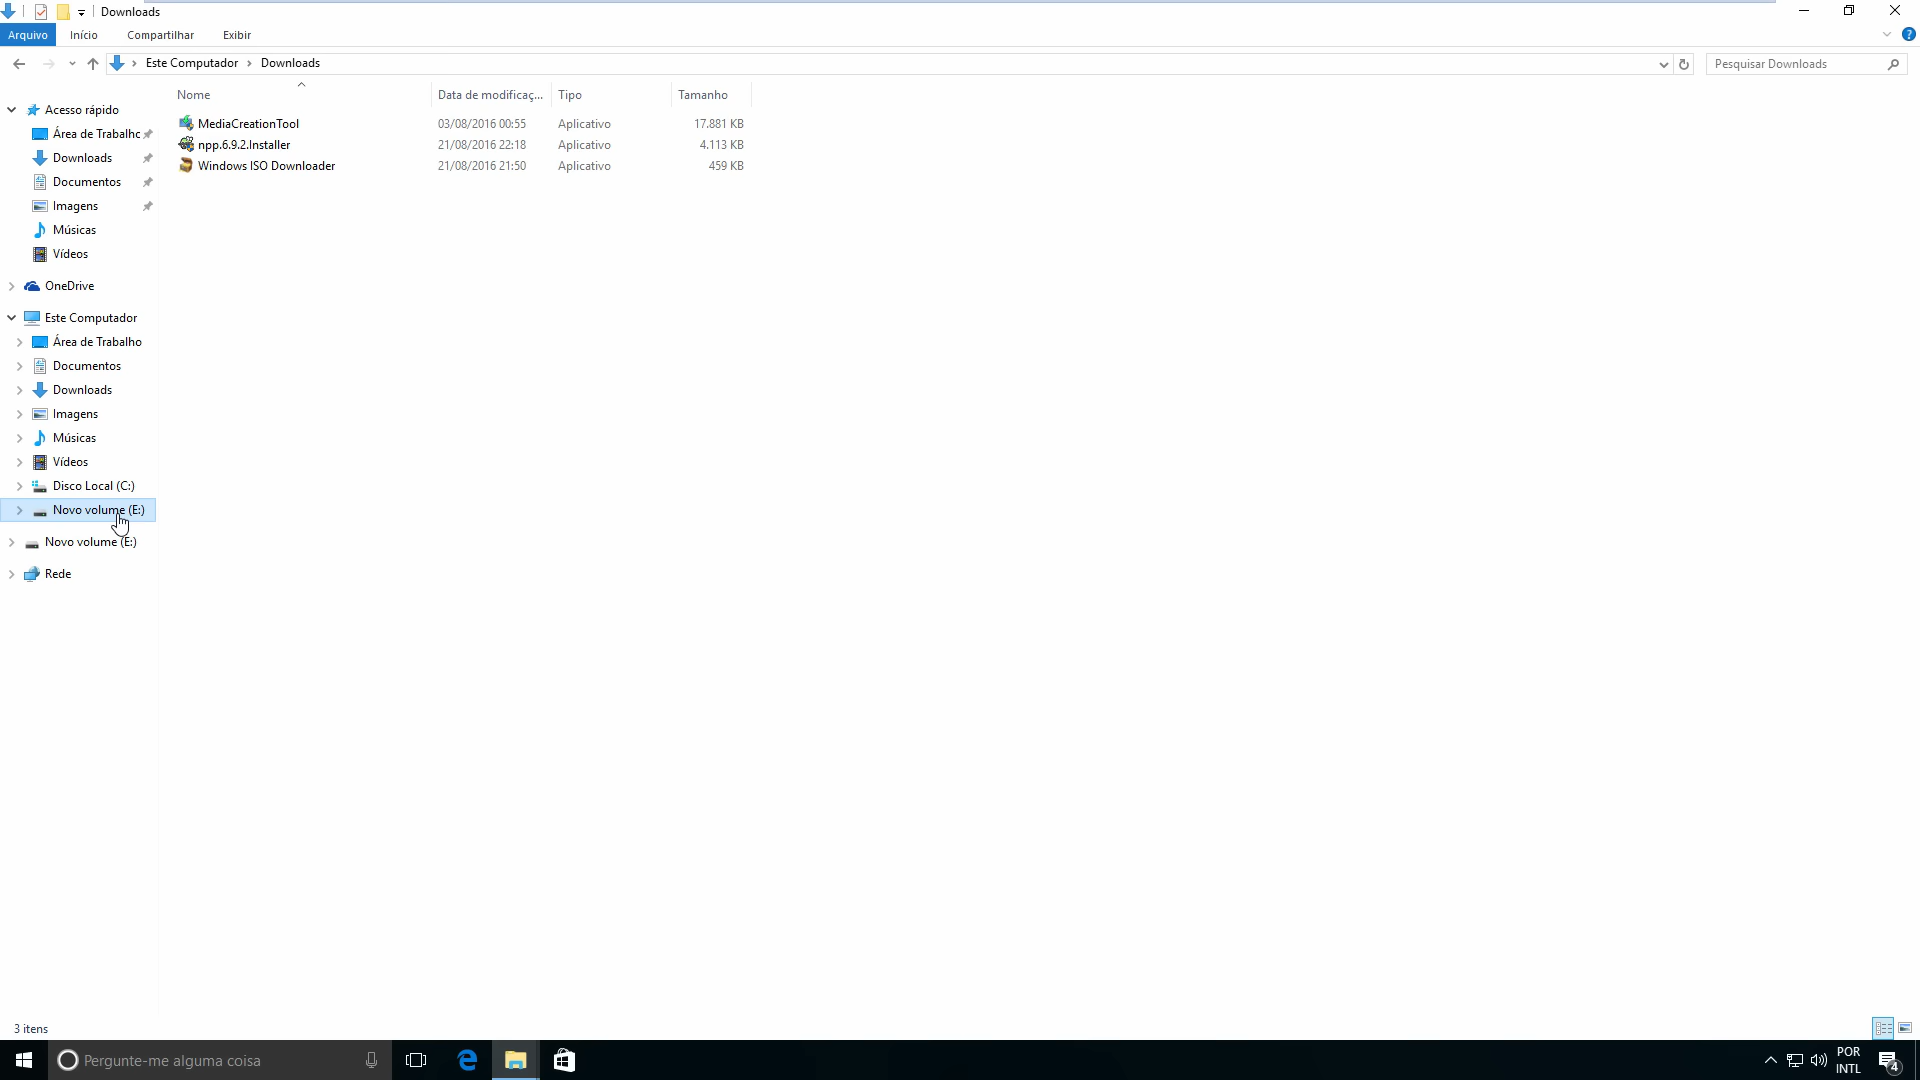 Downloads
Arquivo Início Compartilhar Exibir
Este Computador Downloads Pesquisar Downloads
Nome Data de modificaç... Tipo Tamanho
MediaCreationTool 03/08/2016 00:55 Aplicativo 17.881 KB
npp.6.9.2.Installer 21/08/2016 22:18 Aplicativo 4.113 KB
Windows ISO Downloader 21/08/2016 21:50 Aplicativo 459 KB
Acesso rápido
Área de Trabalho
Downloads
Documentos
Imagens
Músicas
Vídeos
OneDrive
Este Computador
Área de Trabalho
Documentos
Downloads
Imagens
Músicas
Vídeos
Disco Local (C:)
Novo volume (E:)
Novo volume (E:)
Rede
3 itens
Pergunte-me alguma coisa
POR
INTL
4